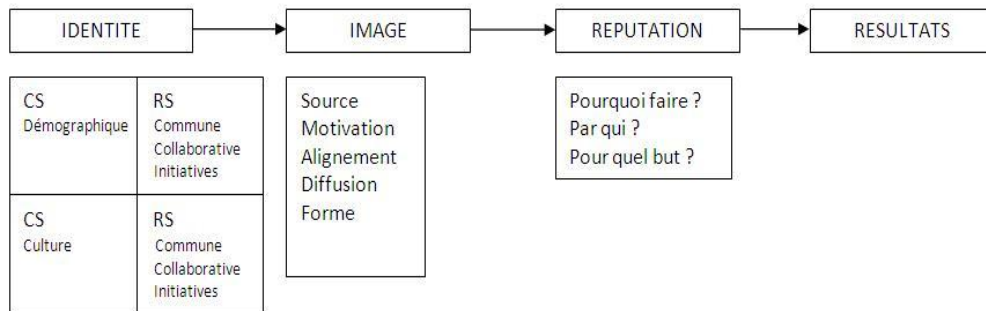 IDENTITE
IMAGE
REPUTATION
RESULTATS
CS
Démographique
RS
Commune
Collaborative
Initiatives
CS
Culture
RS
Commune
Collaborative
Initiatives
Source
Motivation
Alignement
Diffusion
Forme
Pourquoi faire ?
Par qui ?
Pour quel but ?